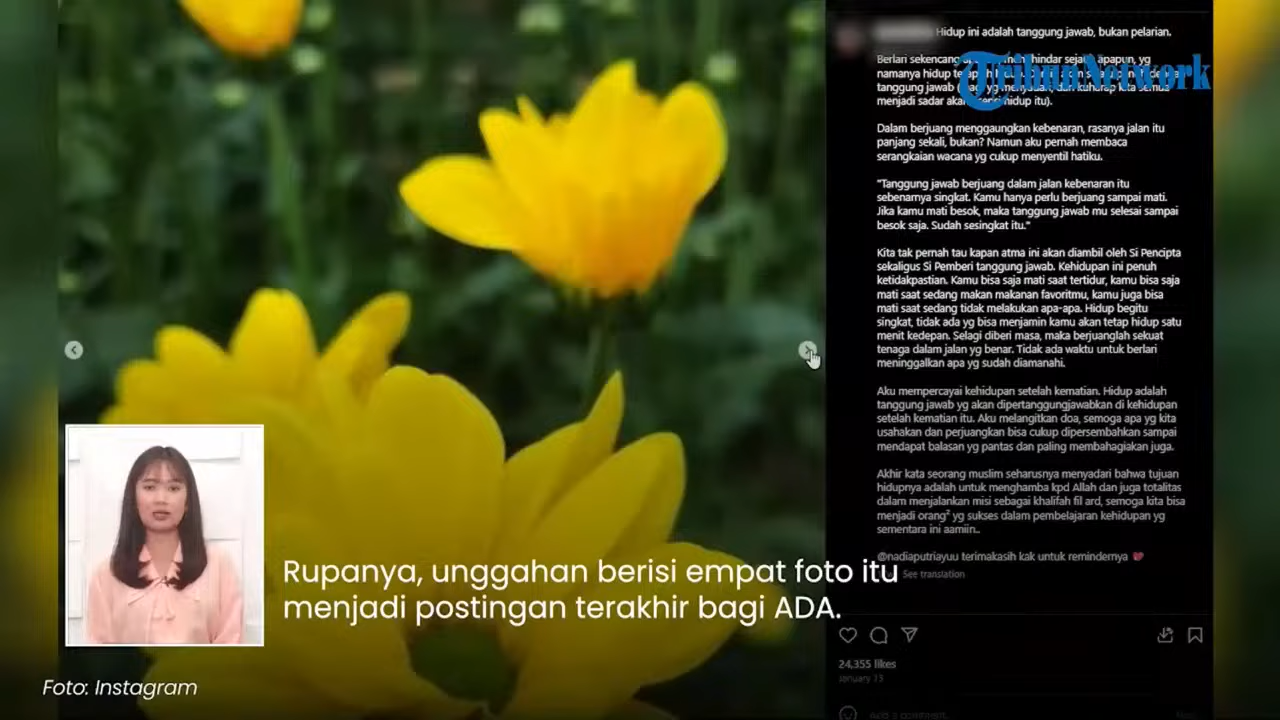 Hidup ini adalah tanggung jawab, bukan pelarian.
TribunNetwork
Berlari sekencang hindar sejauh apapun, yg
namanya hidup
tanggung jawab
menjadi sadar akan hidup itu).
Dalam berjuang menggaungkan kebenaran, rasanya jalan itu
panjang sekali, bukan? Namun aku pernah membaca
serangkaian wacana yg cukup menyentil hatiku.
"Tanggung jawab berjuang dalam jalan kebenaran itu
sebenarnya singkat. Kamu hanya perlu berjuang sampai mati.
Jika kamu mati besok, maka tanggung jawab mu selesai sampai
besok saja. Sudah sesingkat itu."
Kita tak pernah tau kapan atma ini akan diambil oleh Si Pencipta
sekaligus Si Pemberi tanggung jawab. Kehidupan ini penuh
ketidakpastian. Kamu bisa saja mati saat tertidur, kamu bisa saja
mati saat sedang makan makanan favoritmu, kamu juga bisa
mati saat sedang tidak melakukan apa-apa. Hidup begitu
singkat, tidak ada yg bisa menjamin kamu akan tetap hidup satu
menit kedepan. Selagi diberi masa, maka berjuanglah sekuat
tenaga dalam jalan yg benar. Tidak ada waktu untuk berlari
meninggalkan apa yg sudah diamanahi.
Aku mempercayai kehidupan setelah kematian. Hidup adalah
tanggung jawab yg akan dipertanggungjawabkan di kehidupan
setelah kematian itu. Aku melangitkan doa, semoga apa yg kita
usahakan dan perjuangkan bisa cukup dipersembahkan sampai
mendapat balasan yg pantas dan paling membahagiakan juga.
Akhir kata seorang muslim seharusnya menyadari bahwa tujuan
hidupnya adalah untuk menghamba kpd Allah dan juga totalitas
dalam menjalankan misi sebagai khalifah fil ard, semoga kita bisa
menjadi orang² yg sukses dalam pembelajaran kehidupan yg
sementara ini aamiin..
@nadiaputriayuu terimakasih kak untuk remindernya
See translation
Rupanya, unggahan berisi empat foto itu
menjadi postingan terakhir bagi ADA.
24,355 likes
January 13
Add a comment...
Foto: Instagram